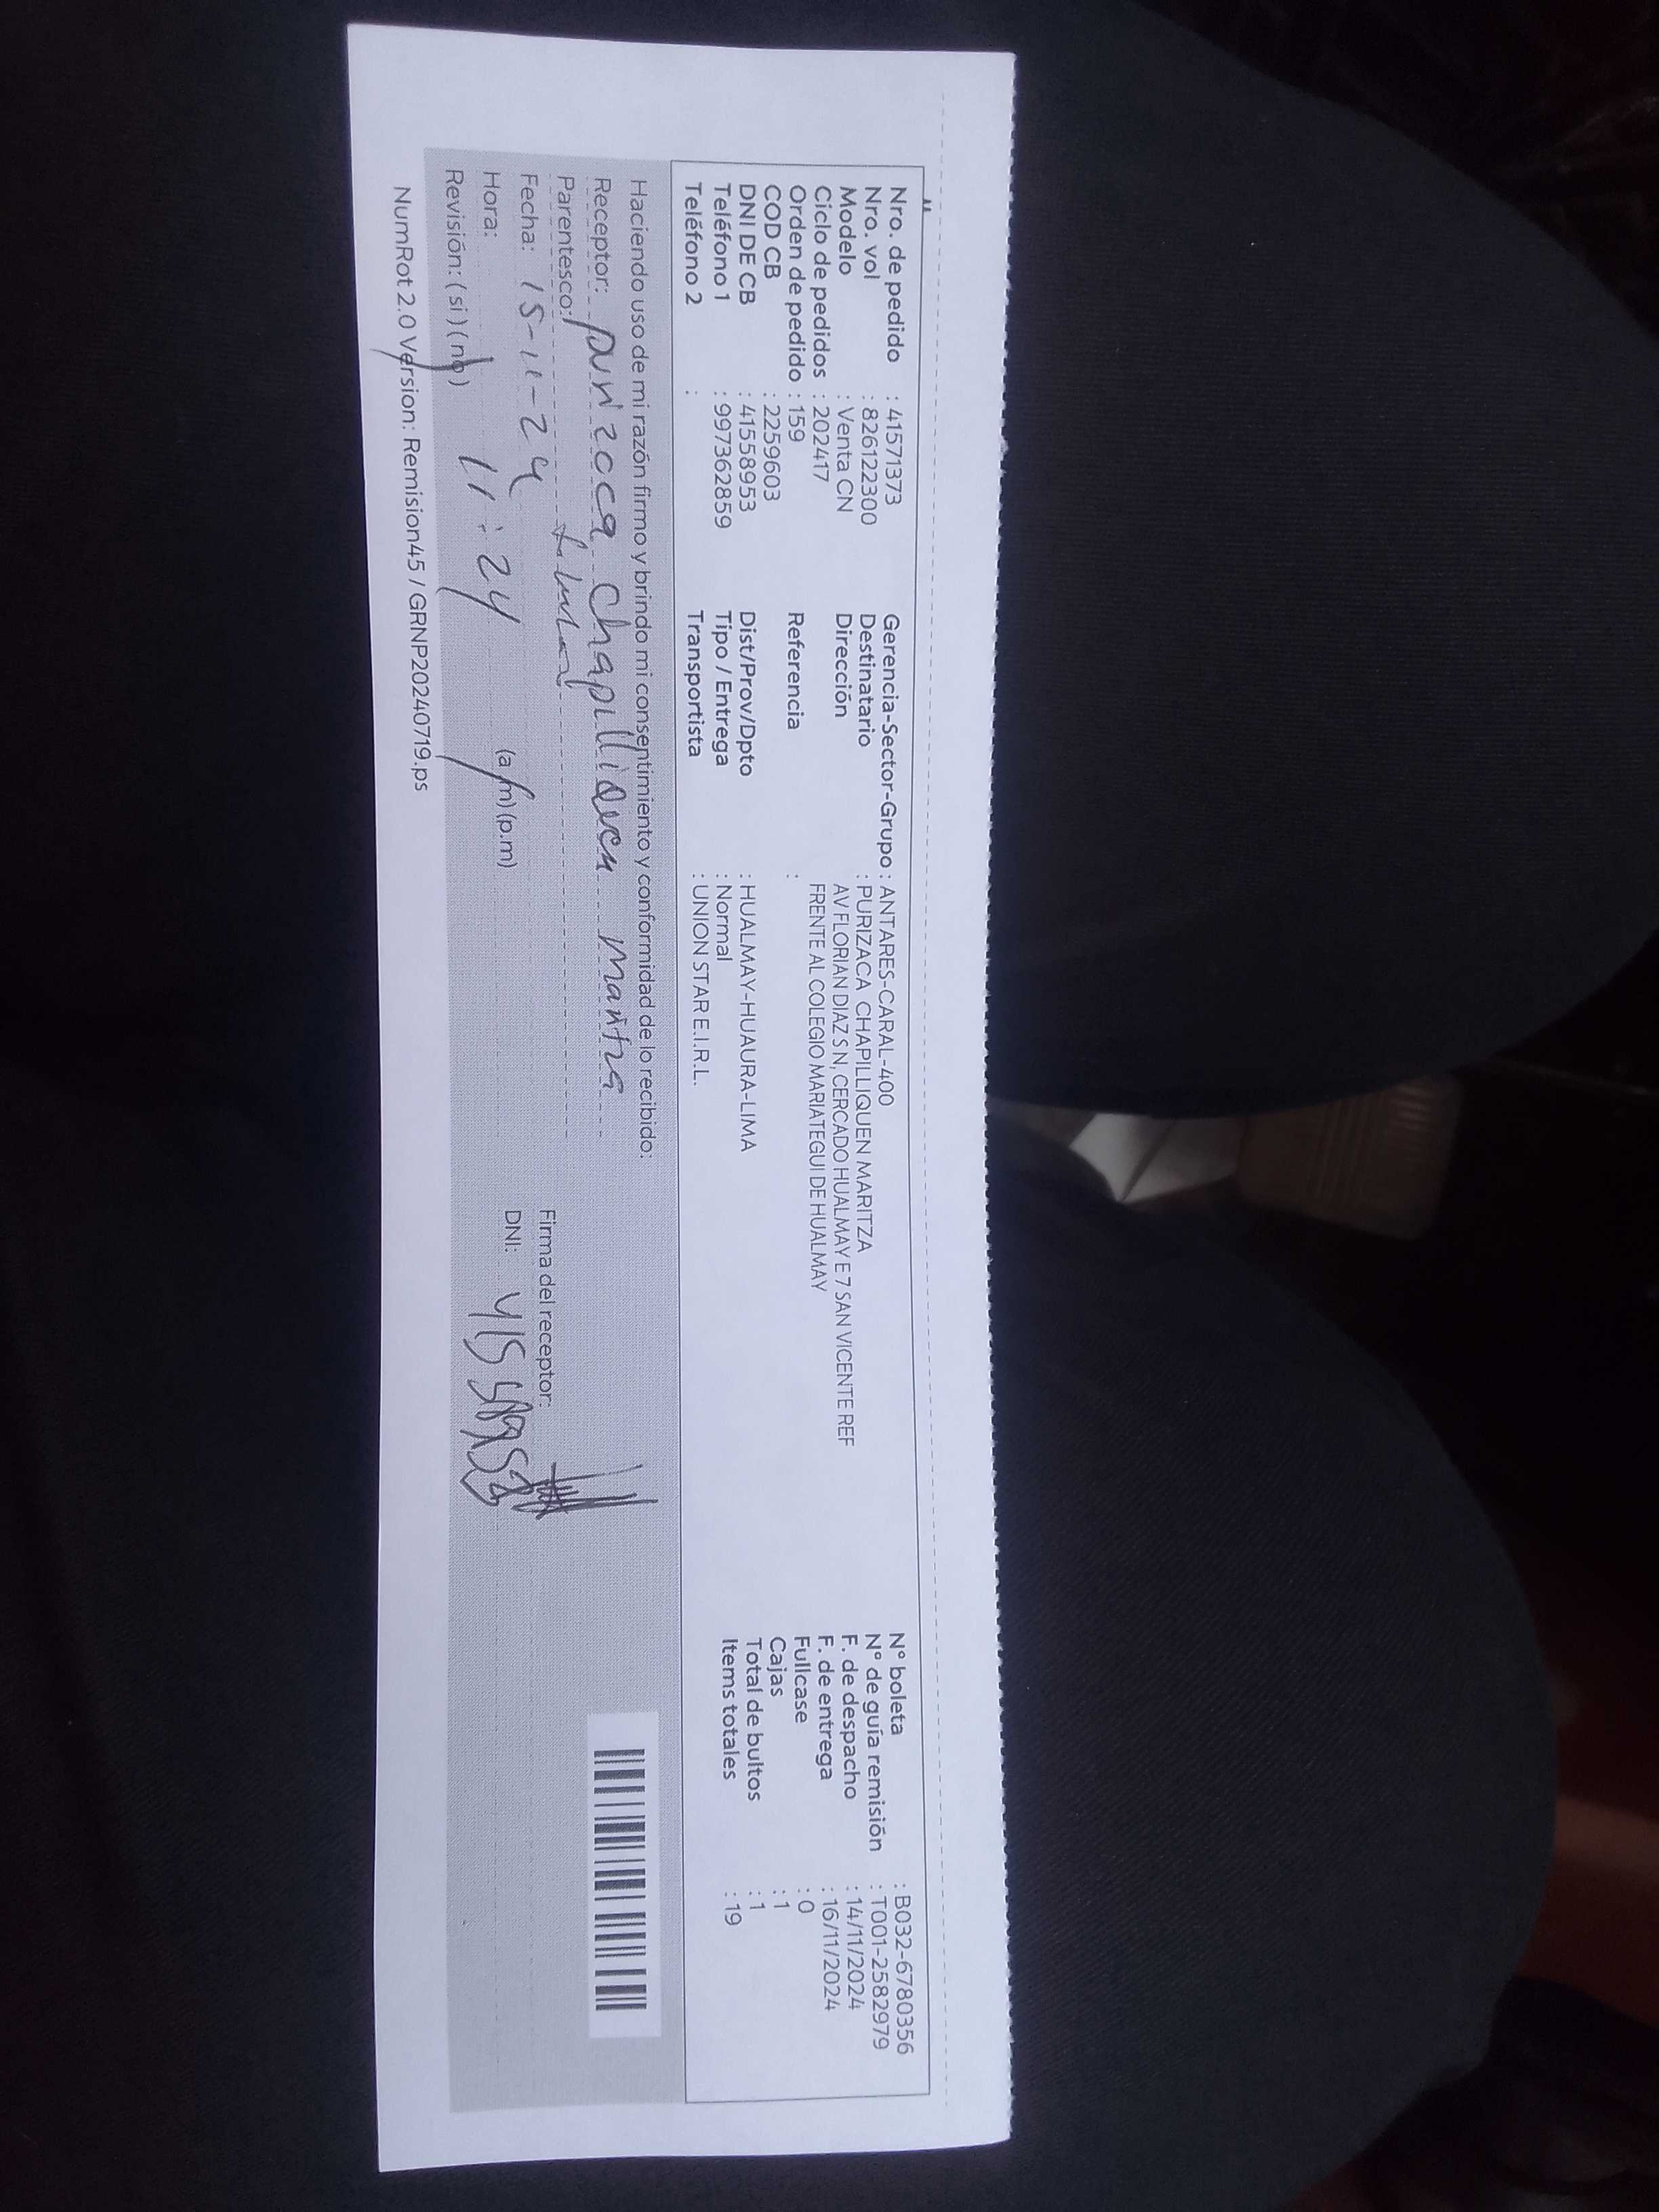 Nro. de pedido : 41571373
Nro. vol : 826122300
Modelo : Venta CN
Ciclo de pedidos : 202417
Orden de pedido : 159
COD CB : 2259603
DNI DE CB : 41558953
Teléfono 1 : 997362859
Teléfono 2 :
Gerencia-Sector-Grupo : ANTARES-CARAL-400
Destinatario : PURIZACA CHAPILLIQUEN MARITZA
Dirección AV FLORIAN DIAZ S N, CERCADO HUALMAY E 7 SAN VICENTE REF
FRENTE AL COLEGIO MARIATEGUI DE HUALMAY
Referencia :
Dist/Prov/Dpto : HUALMAY-HUAURA-LIMA
Tipo / Entrega : Normal
Transportista : UNION STAR E.I.R.L.
Nº boleta : B032-6780356
Nº de guía remisión : T001-2582979
F. de despacho : 14/11/2024
F. de entrega : 16/11/2024
Fullcase : 0
Cajas : 1
Total de bultos : 1
Items totales : 19
Haciendo uso de mi razón firmo y brindo mi consentimiento y conformidad de lo recibido:
Receptor: Maritza
Parentesco:
Fecha: 15-11-24
Hora: 11:24 (a.m) (p.m)
Revisión: ( si ) ( no )
Firma del receptor:
DNI:
NumRot 2.0 Version: Remision45 / GRNP20240719.ps